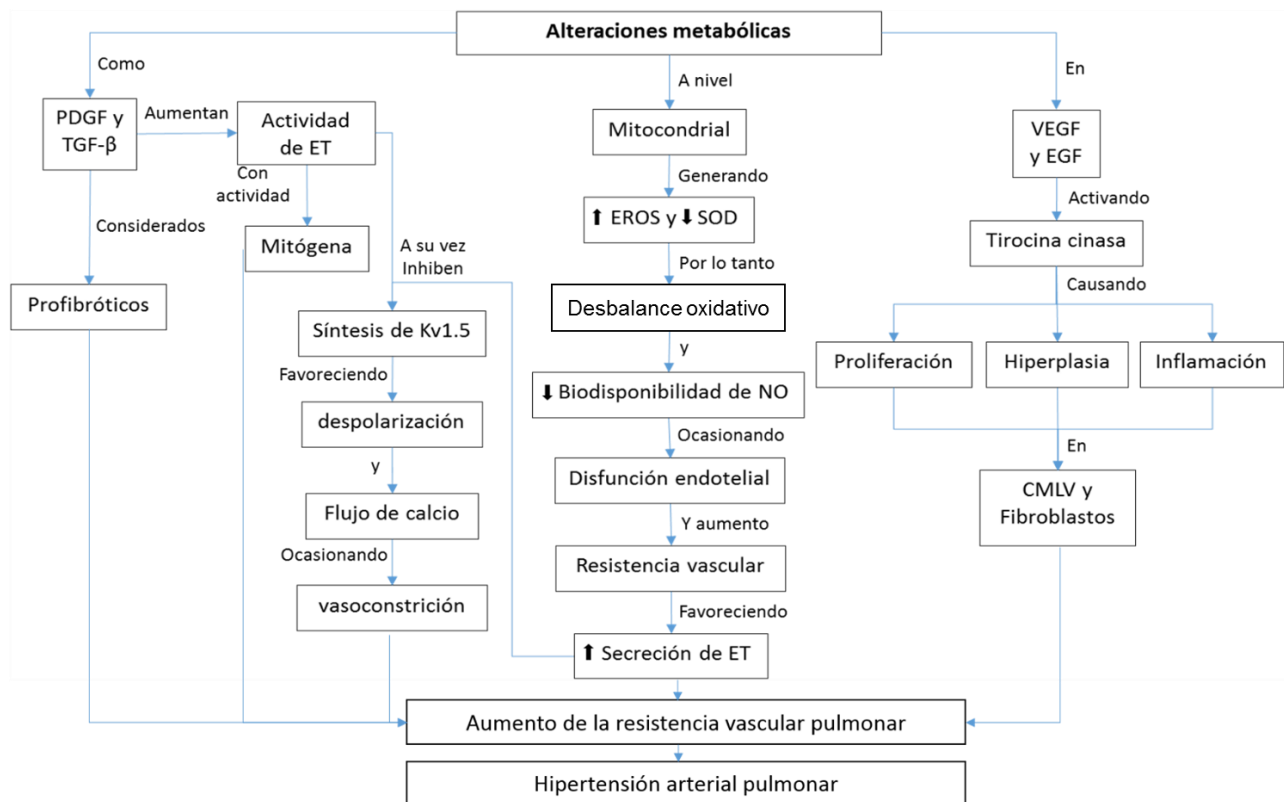 Alteraciones metabólicas
Como
A nivel
En
PDGF y
TGF-β
Aumentan
Actividad
de ET
Mitocondrial
VEGF
y EGF
Con
actividad
Generando
Activando
Considerados
Mitógena
A su vez
Inhiben
⬆ EROS y ⬇ SOD
Tirocina cinasa
Por lo tanto
Causando
Profibróticos
Síntesis de Kv1.5
Desbalance oxidativo
y
Proliferación
Hiperplasia
Inflamación
Favoreciendo
⬇ Biodisponibilidad de NO
despolarización
Ocasionando
En
y
Disfunción endotelial
CMLV y
Fibroblastos
Flujo de calcio
Y aumento
Ocasionando
Resistencia vascular
vasoconstrición
Favoreciendo
⬆ Secreción de ET
Aumento de la resistencia vascular pulmonar
Hipertensión arterial pulmonar